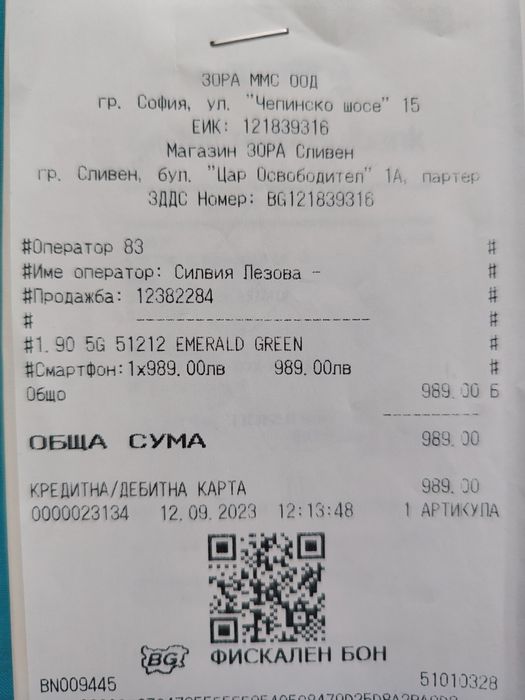 ЗОРА ММС ООД
гр. София, ул. "Чепинско шосе" 15
ЕИК: 121839316
Магазин ЗОРА Сливен
гр. Сливен, бул. "Цар Освободител" 1А, партер
ЗДДС Номер: BG121839316
#Оператор 83 #
#Име оператор: Силвия Лезова - #
#Продажба: 12382284 #
# -------------------- #
#1. 90 5G 51212 EMERALD GREEN #
#Смартфон:1x989.00лв 989.00лв #
Общо 989.00 Б
----------
ОБЩА СУМА 989.00
КРЕДИТНА/ДЕБИТНА КАРТА 989.00
0000023134 12.09.2023 12:13:48 1 АРТИКУЛА
BG ФИСКАЛЕН БОН
BN009445 51010328